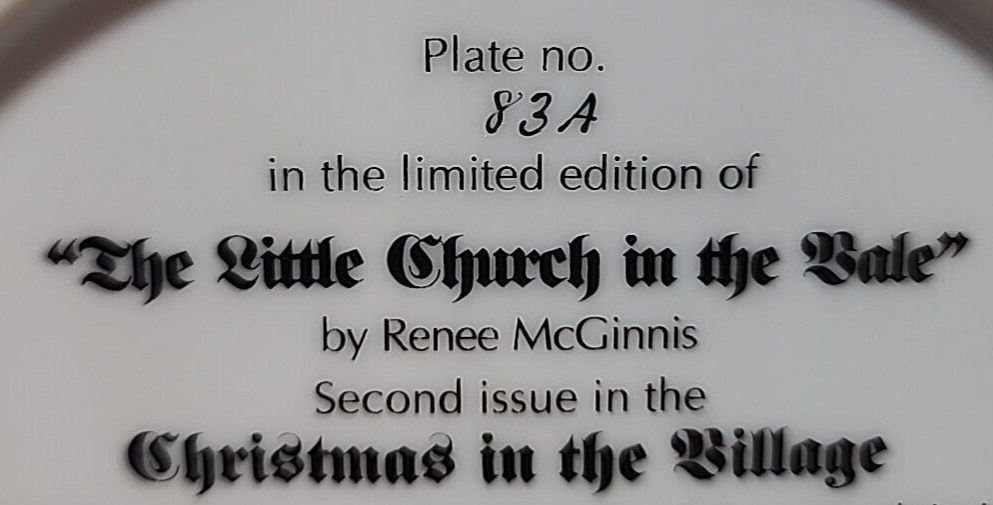 Plate no.
83A
in the limited edition of
“The Little Church in the Vale”
by Renee McGinnis
Second issue in the
Christmas in the Village